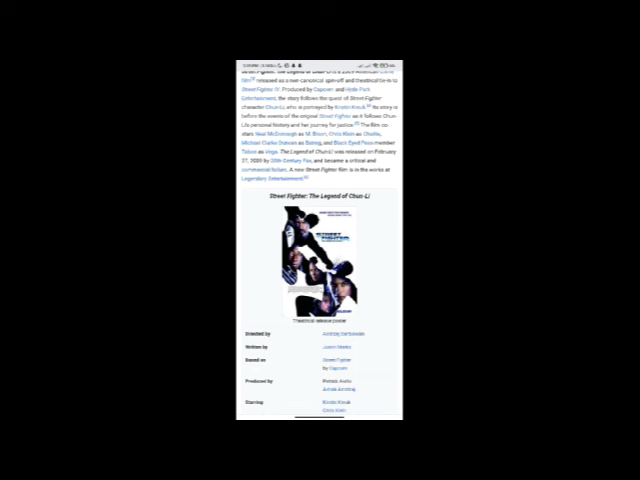 Street Fighter: The Legend of Chun-Li is a 2009 American
film released as a non-canonical spin-off and theatrical tie-in to
Street Fighter IV. Produced by Capcom and Hyde Park
Entertainment, the story follows the quest of Street Fighter
character Chun-Li, who is portrayed by Kristin Kreuk. Its story is
before the events of the original Street Fighter as it follows Chun-
Li's personal history and her journey for justice. The film co-
stars Neal McDonough as M. Bison, Chris Klein as Charlie,
Michael Clarke Duncan as Balrog, and Black Eyed Peas member
Taboo as Vega. The Legend of Chun-Li was released on February
27, 2009 by 20th Century Fox, and became a critical and
commercial failure. A new Street Fighter film is in the works at
Legendary Entertainment.
Street Fighter: The Legend of Chun-Li
STREET
FIGHTER
Theatrical release poster
Directed by Andrzej Bartkowiak
Written by Justin Marks
Based on Street Fighter
by Capcom
Produced by Patrick Aiello
Ashok Amritraj
Starring Kristin Kreuk
Chris Klein